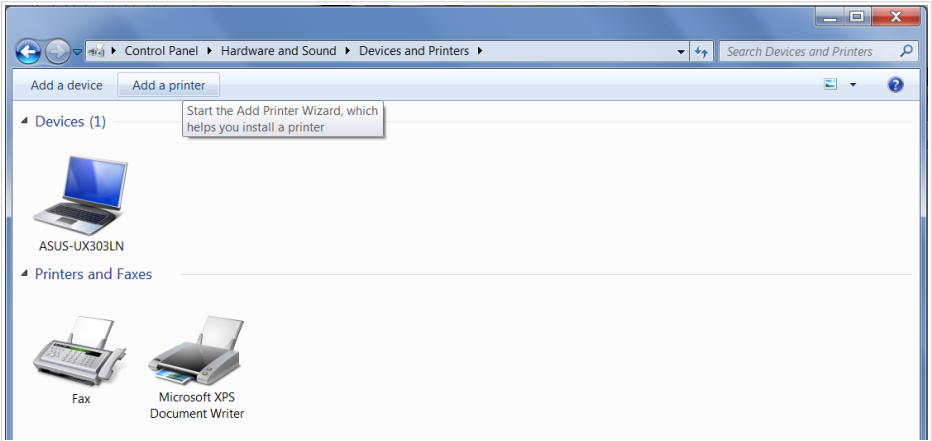 Control Panel Hardware and Sound Devices and Printers
Search Devices and Printers
Add a device Add a printer
Start the Add Printer Wizard, which
helps you install a printer
Devices (1)
ASUS-UX303LN
Printers and Faxes
Fax
Microsoft XPS
Document Writer